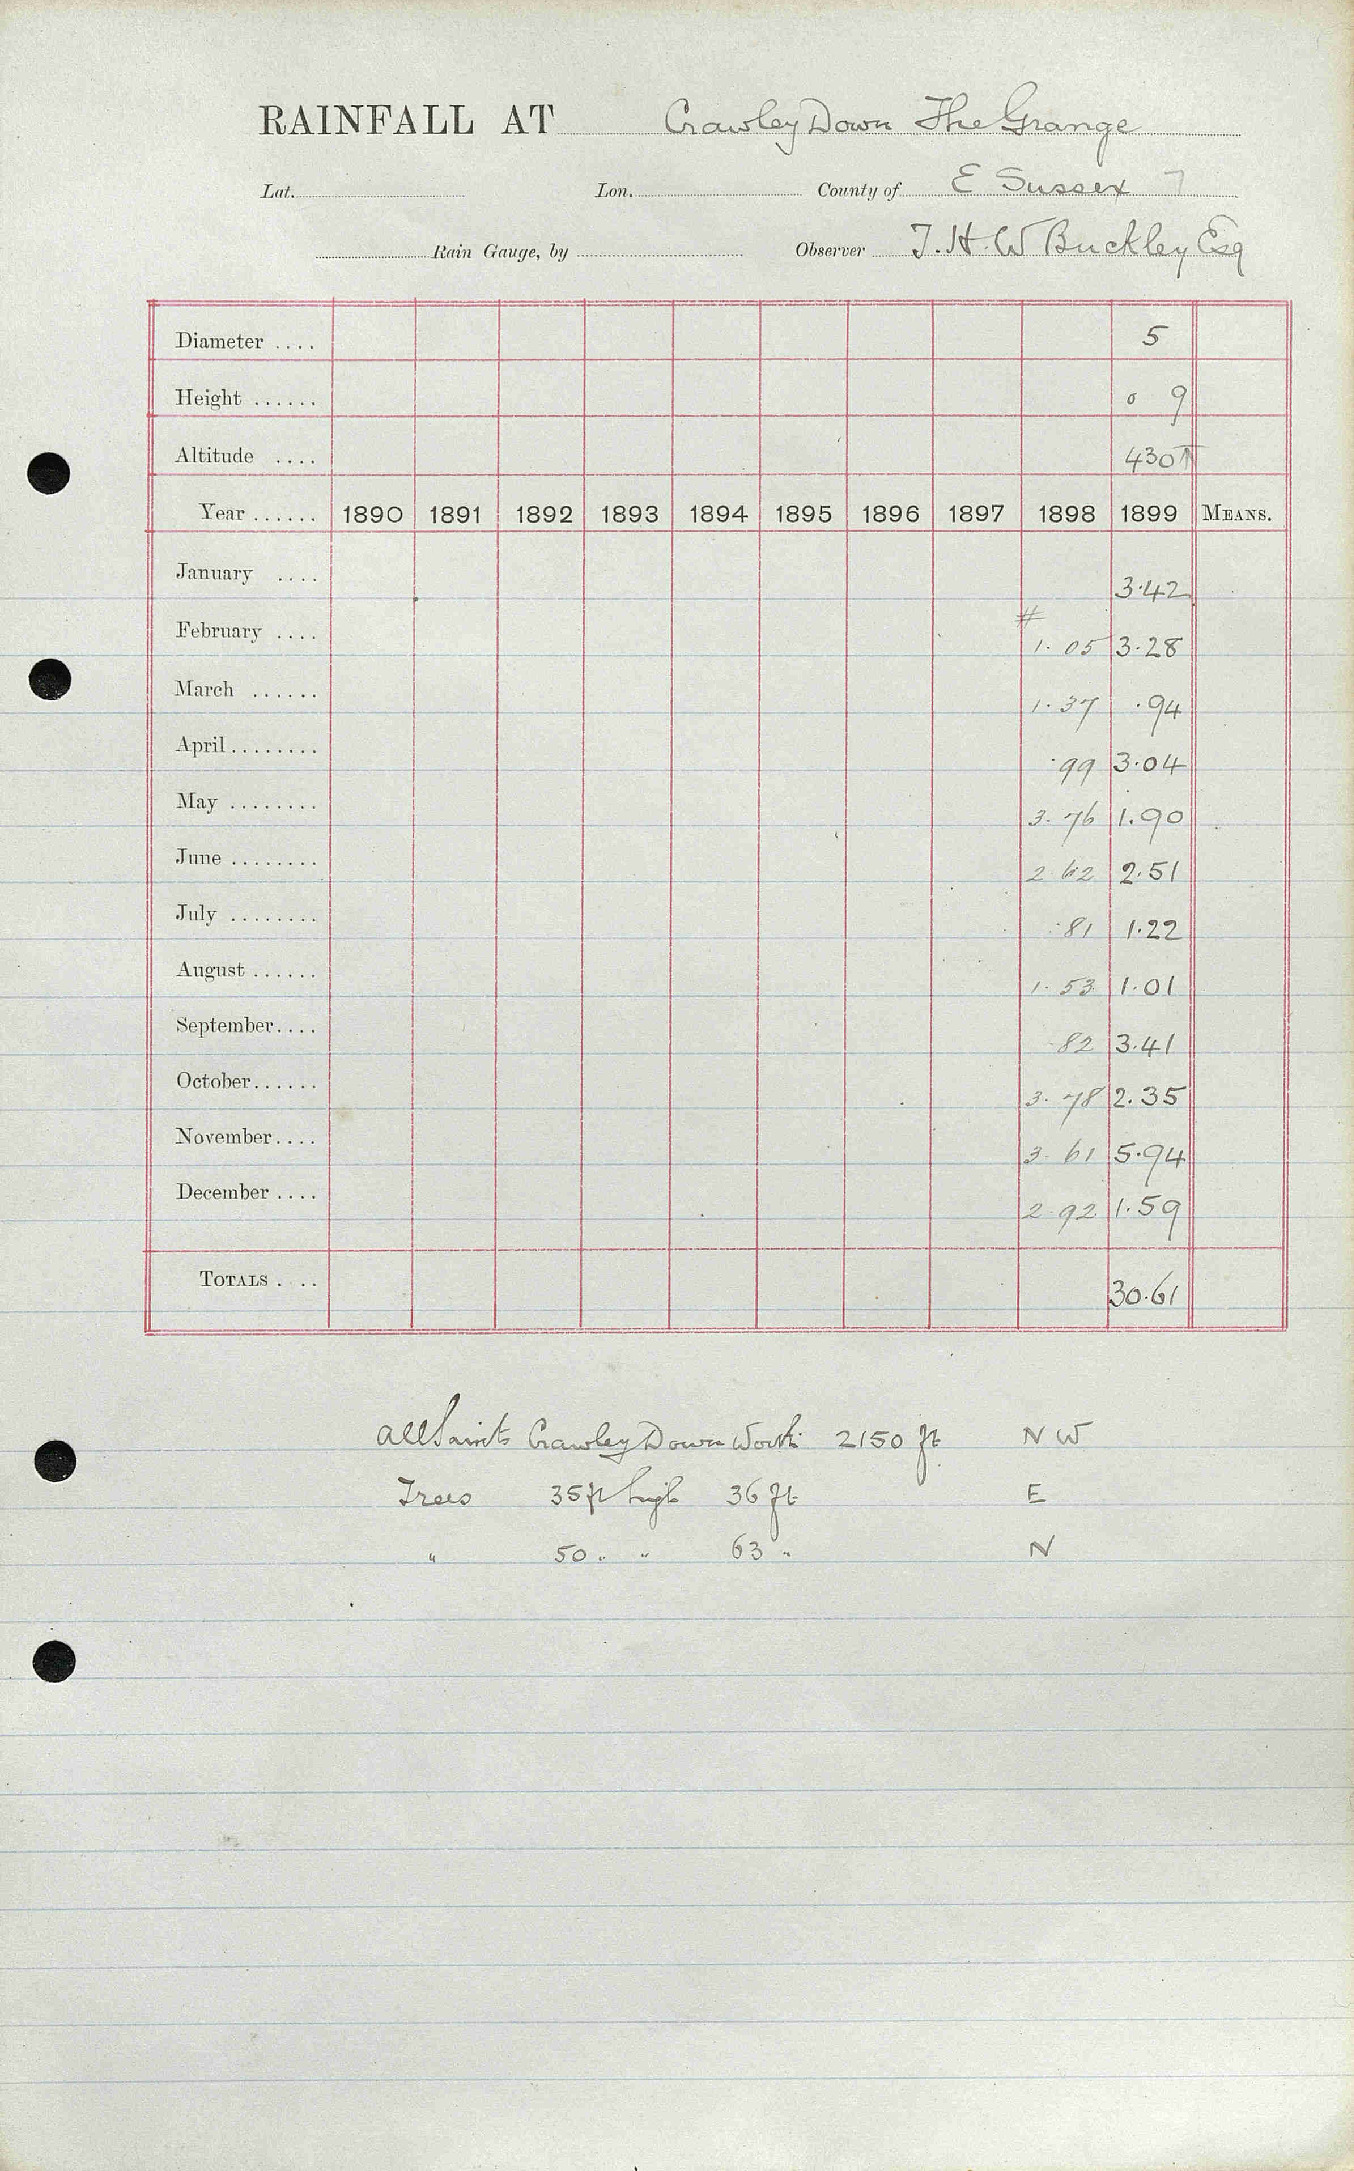 RAINFALL AT Crawley Down The Grange
Lat. Lon. County of E Sussex 7
Rain Gauge, by Observer J. H. W Buckley Esq
Diameter .... 5
Height ...... 0 9
Altitude .... 430 T
Year ...... 1890 1891 1892 1893 1894 1895 1896 1897 1898 1899 MEANS.
January .... 3.42
#
February .... 1.05 3.28
March ...... 1.37 .94
April........ .99 3.04
May ........ 3.76 1.90
June ........ 2.62 2.51
July ........ .81 1.22
August ...... 1.53 1.01
September.... .82 3.41
October...... 3.78 2.35
November.... 3.61 5.94
December .... 2.92 1.59
TOTALS . .. 30.61
All Saints Crawley Down Worth 2150 ft N W
Trees 35 ft high 36 ft E
" 50 " " 63 " N